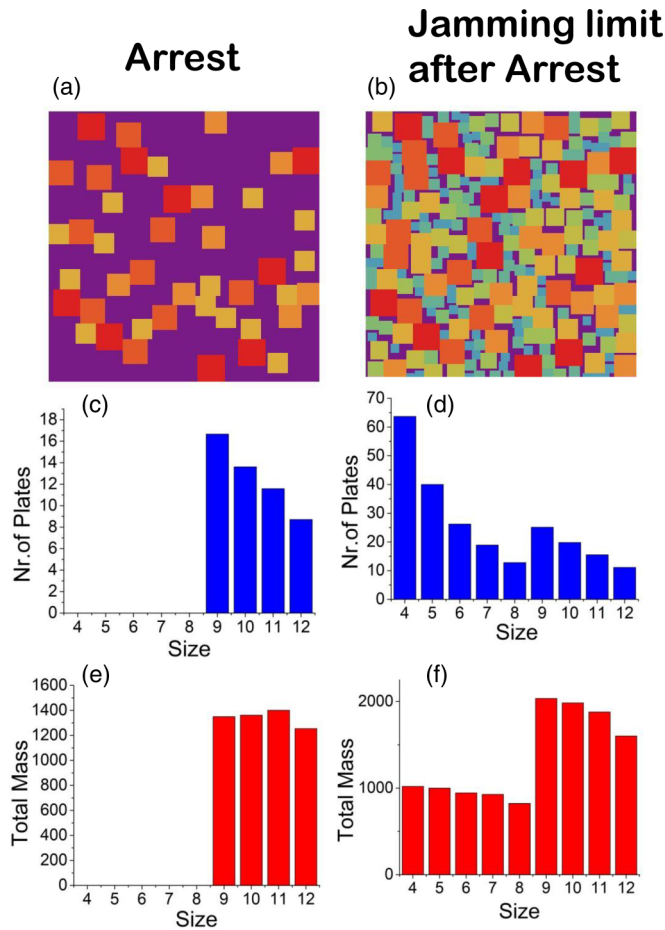 Arrest
Jamming limit
after Arrest
(a)
(b)
(c)
18
16
14
12
10
8
6
4
2
0
Nr.of Plates
4 5 6 7 8 9 10 11 12
Size
(d)
70
60
50
40
30
20
10
0
Nr.of Plates
4 5 6 7 8 9 10 11 12
Size
(e)
1600
1400
1200
1000
800
600
400
200
0
Total Mass
4 5 6 7 8 9 10 11 12
Size
(f)
2000
1000
0
Total Mass
4 5 6 7 8 9 10 11 12
Size